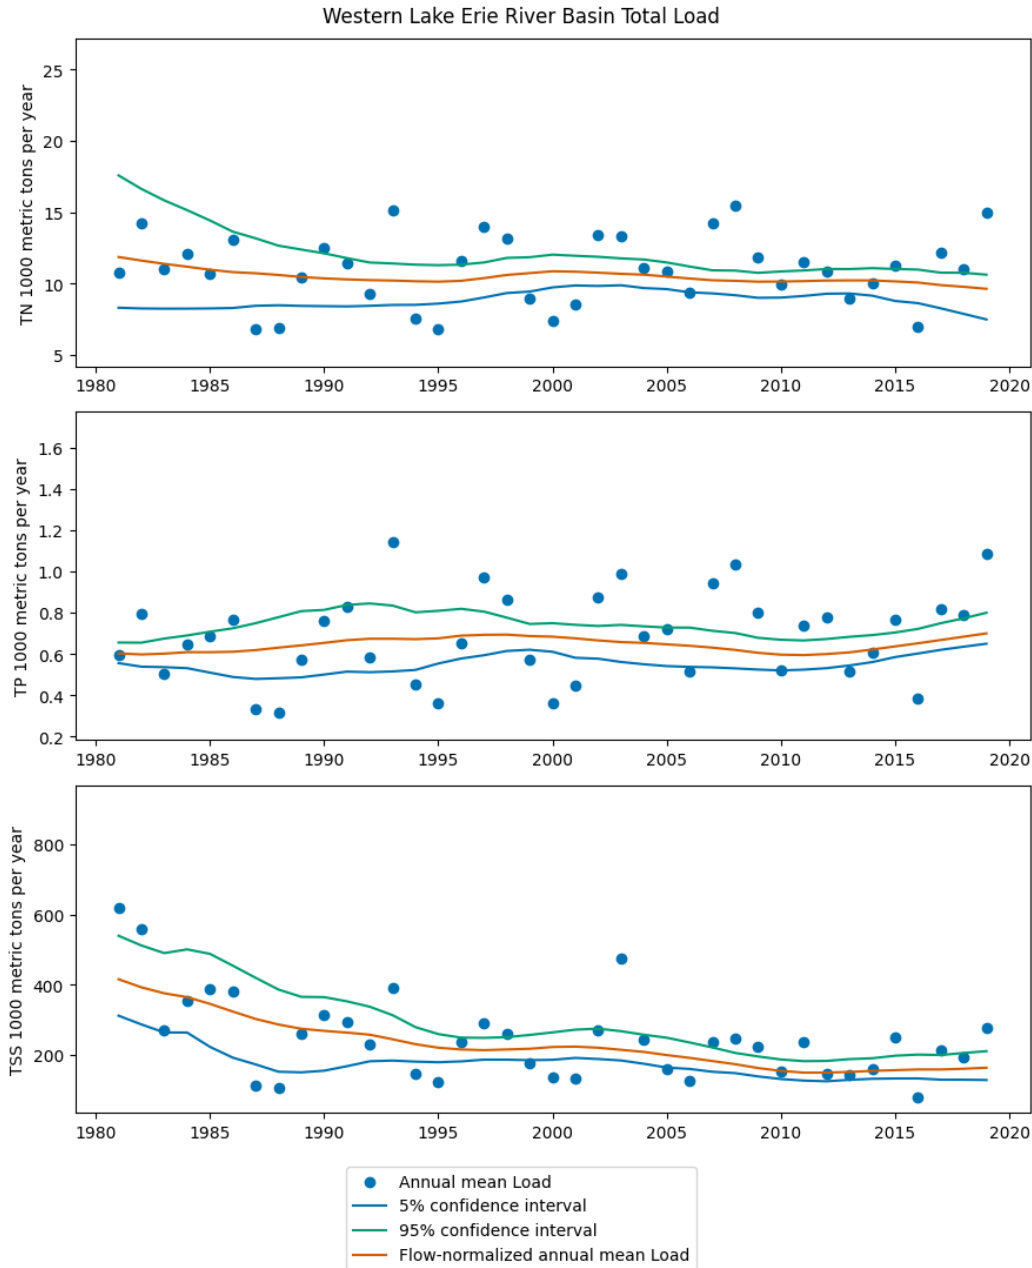 Western Lake Erie River Basin Total Load
TN 1000 metric tons per year
25
20
15
10
5
1980 1985 1990 1995 2000 2005 2010 2015 2020
TP 1000 metric tons per year
1.6
1.4
1.2
1.0
0.8
0.6
0.4
0.2
1980 1985 1990 1995 2000 2005 2010 2015 2020
TSS 1000 metric tons per year
800
600
400
200
1980 1985 1990 1995 2000 2005 2010 2015 2020
Annual mean Load
5% confidence interval
95% confidence interval
Flow-normalized annual mean Load